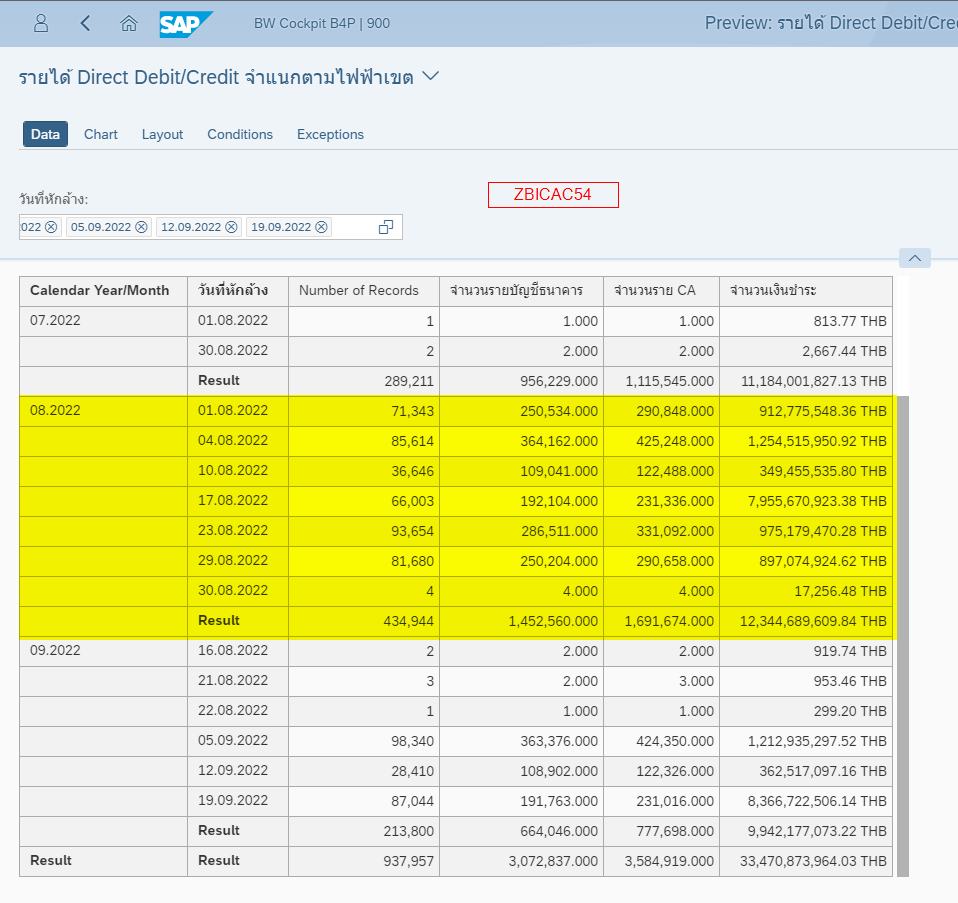 SAP BW Cockpit B4P | 900 Preview: รายได้ Direct Debit/Cre
รายได้ Direct Debit/Credit จำแนกตามไฟฟ้าเขต
Data Chart Layout Conditions Exceptions
ZBICAC54
วันที่หักล้าง:
022 05.09.2022 12.09.2022 19.09.2022
Calendar Year/Month วันที่หักล้าง Number of Records จำนวนรายบัญชีธนาคาร จำนวนราย CA จำนวนเงินชำระ
07.2022 01.08.2022 1 1.000 1.000 813.77 THB
30.08.2022 2 2.000 2.000 2,667.44 THB
Result 289,211 956,229.000 1,115,545.000 11,184,001,827.13 THB
08.2022 01.08.2022 71,343 250,534.000 290,848.000 912,775,548.36 THB
04.08.2022 85,614 364,162.000 425,248.000 1,254,515,950.92 THB
10.08.2022 36,646 109,041.000 122,488.000 349,455,535.80 THB
17.08.2022 66,003 192,104.000 231,336.000 7,955,670,923.38 THB
23.08.2022 93,654 286,511.000 331,092.000 975,179,470.28 THB
29.08.2022 81,680 250,204.000 290,658.000 897,074,924.62 THB
30.08.2022 4 4.000 4.000 17,256.48 THB
Result 434,944 1,452,560.000 1,691,674.000 12,344,689,609.84 THB
09.2022 16.08.2022 2 2.000 2.000 919.74 THB
21.08.2022 3 2.000 3.000 953.46 THB
22.08.2022 1 1.000 1.000 299.20 THB
05.09.2022 98,340 363,376.000 424,350.000 1,212,935,297.52 THB
12.09.2022 28,410 108,902.000 122,326.000 362,517,097.16 THB
19.09.2022 87,044 191,763.000 231,016.000 8,366,722,506.14 THB
Result 213,800 664,046.000 777,698.000 9,942,177,073.22 THB
Result Result 937,957 3,072,837.000 3,584,919.000 33,470,873,964.03 THB